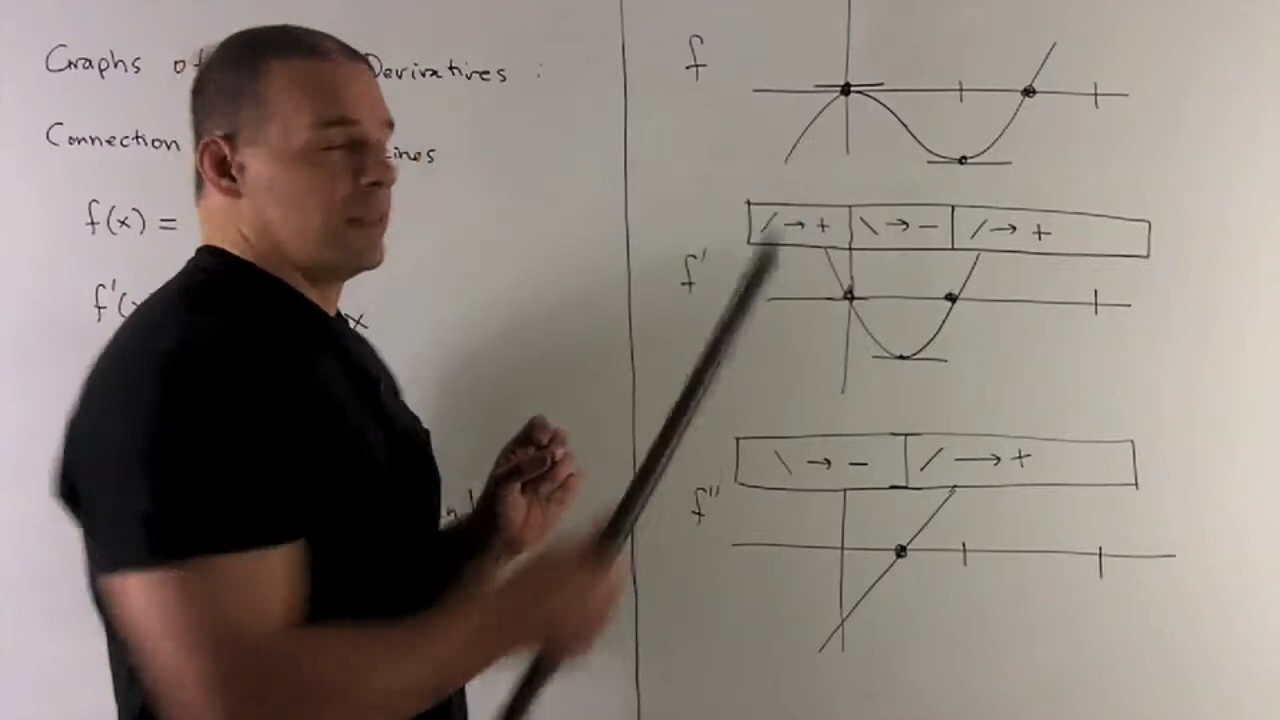 Graphs of Derivatives :
Connection
f(x) =
f'(x
x
f
/ → + \ → - / → +
f'
\ → - / → +
f"